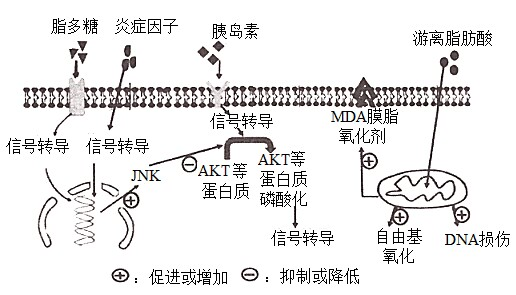 脂多糖 炎症因子 胰岛素 游离脂肪酸
信号转导
MDA膜脂
氧化剂
信号转导 信号转导
JNK
AKT等
蛋白质
AKT等
蛋白质
磷酸化
信号转导
自由基
氧化
DNA损伤
⊕：促进或增加 ⊖：抑制或降低